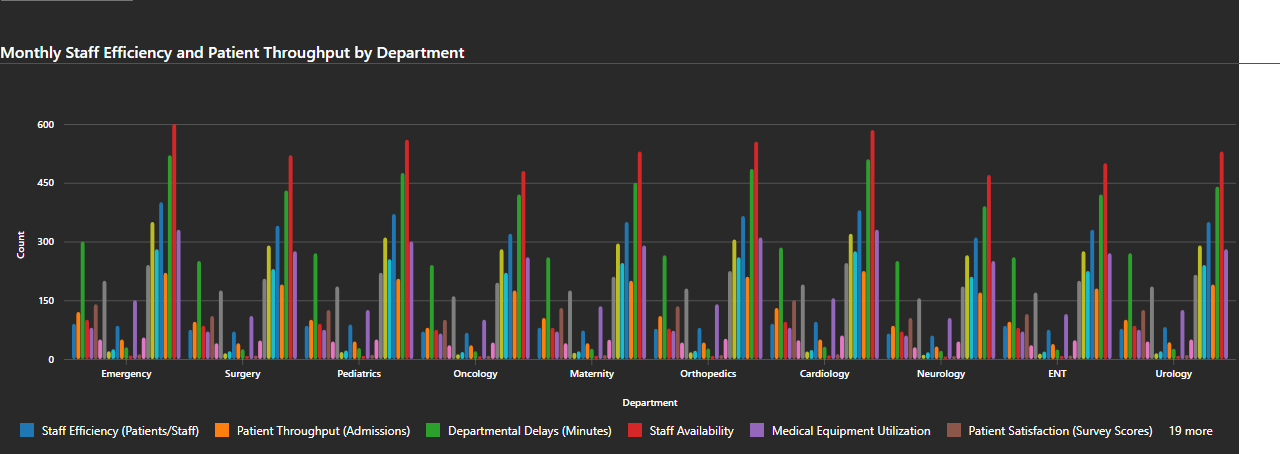 Monthly Staff Efficiency and Patient Throughput by Department
600
450
300
150
0
Count
Emergency Surgery Pediatrics Oncology Maternity Orthopedics Cardiology Neurology ENT Urology
Department
Staff Efficiency (Patients/Staff) Patient Throughput (Admissions) Departmental Delays (Minutes) Staff Availability Medical Equipment Utilization Patient Satisfaction (Survey Scores) 19 more